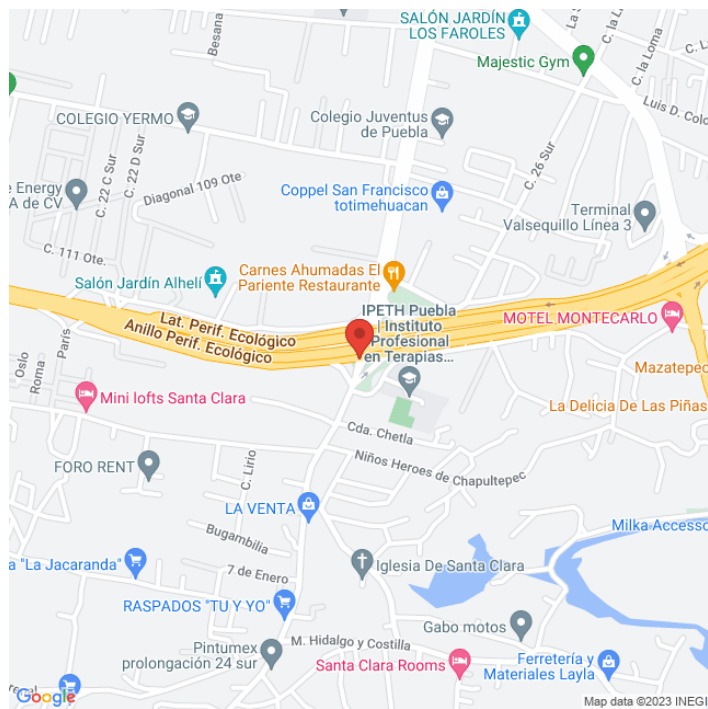 SALÓN JARDÍN
LOS FAROLES
Besana
La S
C. la Loma
C. L
Majestic Gym
Luis D. Colo
COLEGIO YERMO
Colegio Juventus
de Puebla
C. 22 C Sur
C. 22 D Sur
Diagonal 109 Ote
C. 26 Sur
e Energy
A de CV
Coppel San Francisco
totimehuacan
Terminal
Valsequillo Línea 3
C. 111 Ote.
Salón Jardín Alhelí
Carnes Ahumadas El
Pariente Restaurante
Lat. Perif. Ecológico
Anillo Perif. Ecológico
IPETH Puebla
| Instituto
Profesional
en Terapias...
MOTEL MONTECARLO
Oslo
Roma
París
Mazatepec
Mini lofts Santa Clara
La Delicia De Las Piñas
Cda. Chetla
Niños Heroes de Chapultepec
FORO RENT
C. Lirio
LA VENTA
Bugambilia
Milka Accesso
a "La Jacaranda"
7 de Enero
Iglesia De Santa Clara
RASPADOS "TU Y YO"
Gabo motos
M. Hidalgo y Costilla
Pintumex
prolongación 24 sur
Santa Clara Rooms
Ferretería y
Materiales Layla
Google
Map data ©2023 INEGI